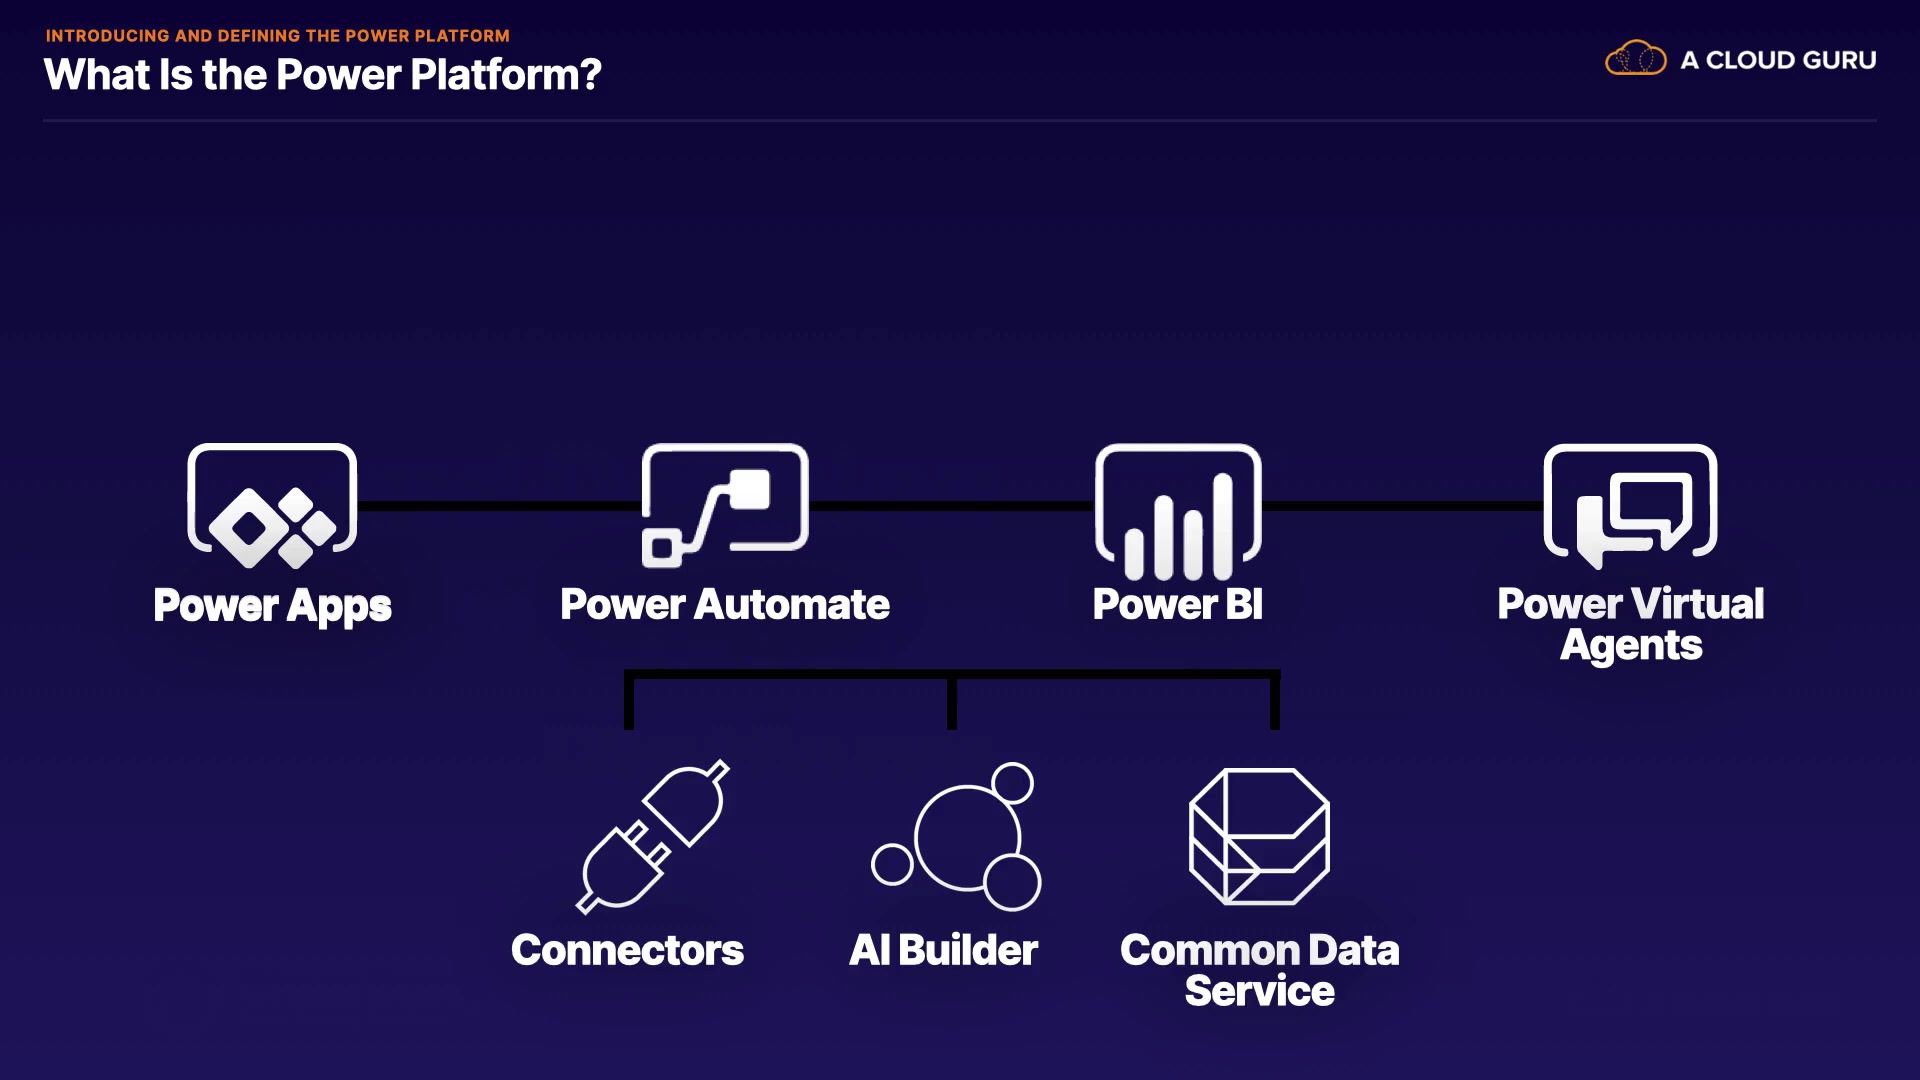 INTRODUCING AND DEFINING THE POWER PLATFORM
What Is the Power Platform?
A CLOUD GURU
Power Apps
Power Automate
Power BI
Power Virtual
Agents
Connectors
AI Builder
Common Data
Service